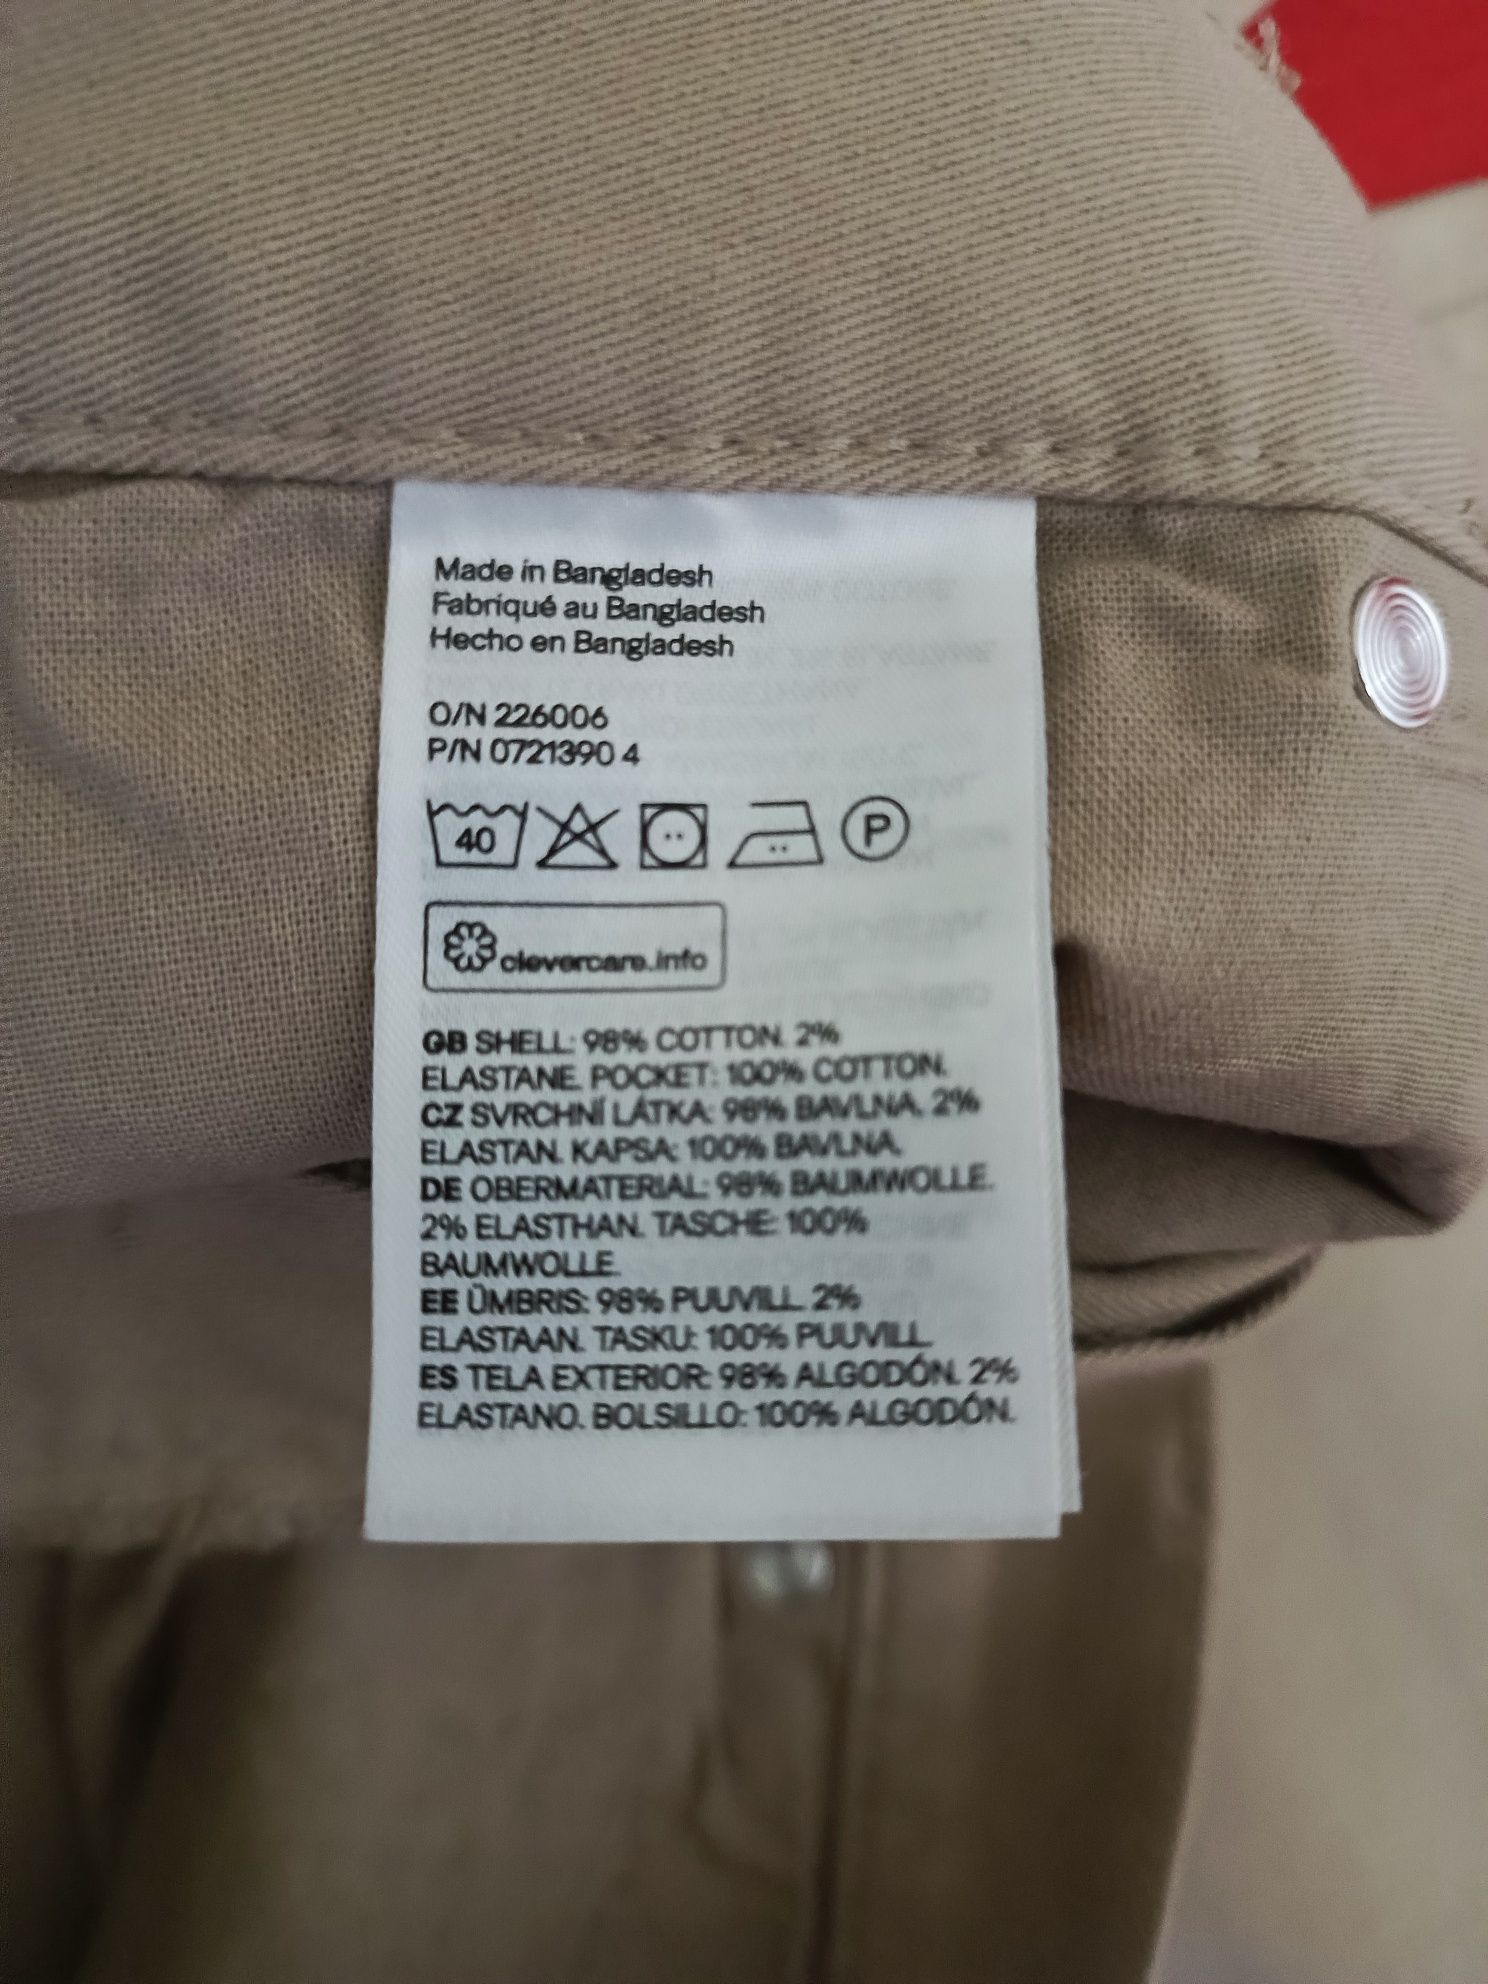 Made in Bangladesh
Fabriqué au Bangladesh
Hecho en Bangladesh
O/N 226006
P/N 0721390 4
40 P
clevercare.info
GB SHELL: 98% COTTON. 2%
ELASTANE. POCKET: 100% COTTON.
CZ SVRCHNÍ LÁTKA: 98% BAVLNA. 2%
ELASTAN. KAPSA: 100% BAVLNA.
DE OBERMATERIAL: 98% BAUMWOLLE.
2% ELASTHAN. TASCHE: 100%
BAUMWOLLE.
EE ÜMBRIS: 98% PUUVILL. 2%
ELASTAAN. TASKU: 100% PUUVILL.
ES TELA EXTERIOR: 98% ALGODÓN. 2%
ELASTANO. BOLSILLO: 100% ALGODÓN.